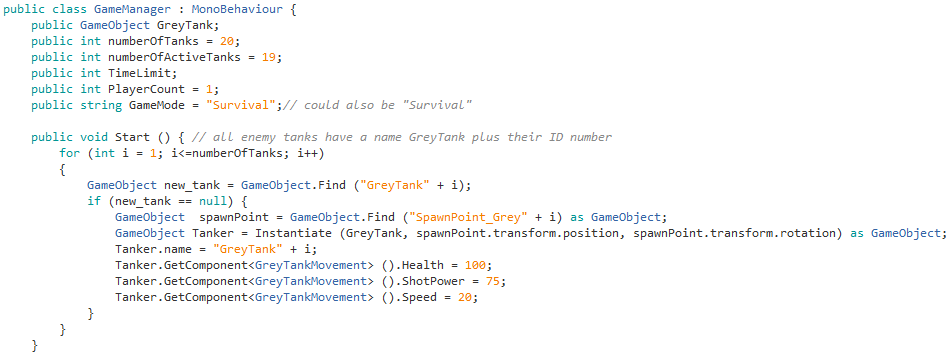 public class GameManager : MonoBehaviour {
    public GameObject GreyTank;
    public int numberOfTanks = 20;
    public int numberOfActiveTanks = 19;
    public int TimeLimit;
    public int PlayerCount = 1;
    public string GameMode = "Survival";// could also be "Survival"

    public void Start () { // all enemy tanks have a name GreyTank plus their ID number
        for (int i = 1; i<=numberOfTanks; i++)
        {
            GameObject new_tank = GameObject.Find ("GreyTank" + i);
            if (new_tank == null) {
                GameObject  spawnPoint = GameObject.Find ("SpawnPoint_Grey" + i) as GameObject;
                GameObject Tanker = Instantiate (GreyTank, spawnPoint.transform.position, spawnPoint.transform.rotation) as GameObject;
                Tanker.name = "GreyTank" + i;
                Tanker.GetComponent<GreyTankMovement> ().Health = 100;
                Tanker.GetComponent<GreyTankMovement> ().ShotPower = 75;
                Tanker.GetComponent<GreyTankMovement> ().Speed = 20;
            }
        }
    }